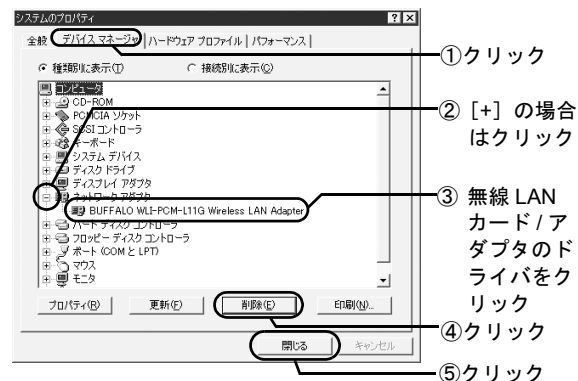 システムのプロパティ
全般 デバイス マネージャ ハードウェア プロファイル パフォーマンス
種類別に表示(T) 接続別に表示(C)
コンピュータ
CD-ROM
PCMCIA ソケット
SCSI コントローラ
キーボード
システム デバイス
ディスク ドライブ
ディスプレイ アダプタ
ネットワーク アダプタ
BUFFALO WLI-PCM-L11G Wireless LAN Adapter
ハード ディスク コントローラ
フロッピー ディスク コントローラ
ポート (COM と LPT)
マウス
モニタ
プロパティ(R) 更新(F) 削除(E) 印刷(N)...
閉じる キャンセル
①クリック
② [+] の場合
はクリック
③ 無線 LAN
カード / ア
ダプタのド
ライバをク
リック
④クリック
⑤クリック